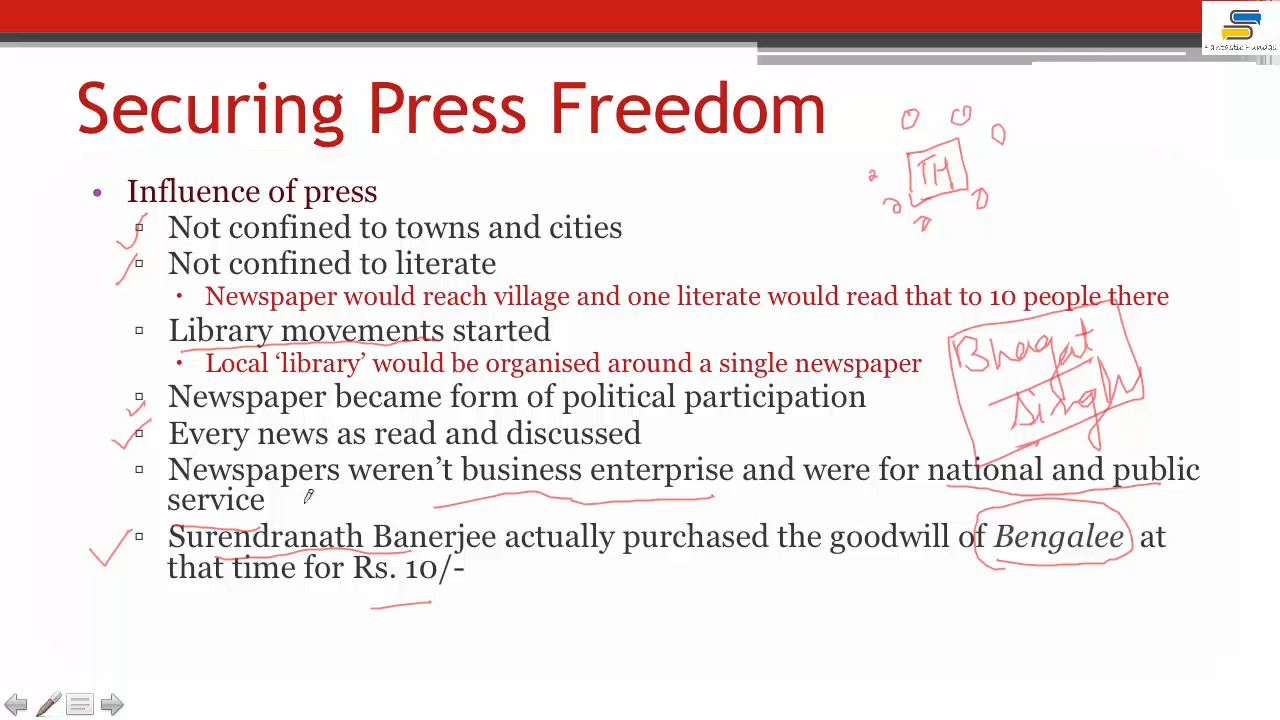 Fantastic Fundas
Securing Press Freedom
TH
• Influence of press
▫ Not confined to towns and cities
▫ Not confined to literate
• Newspaper would reach village and one literate would read that to 10 people there
▫ Library movements started
Bhagat
Singh
• Local ‘library’ would be organised around a single newspaper
▫ Newspaper became form of political participation
▫ Every news as read and discussed
▫ Newspapers weren’t business enterprise and were for national and public
service
▫ Surendranath Banerjee actually purchased the goodwill of Bengalee at
that time for Rs. 10/-